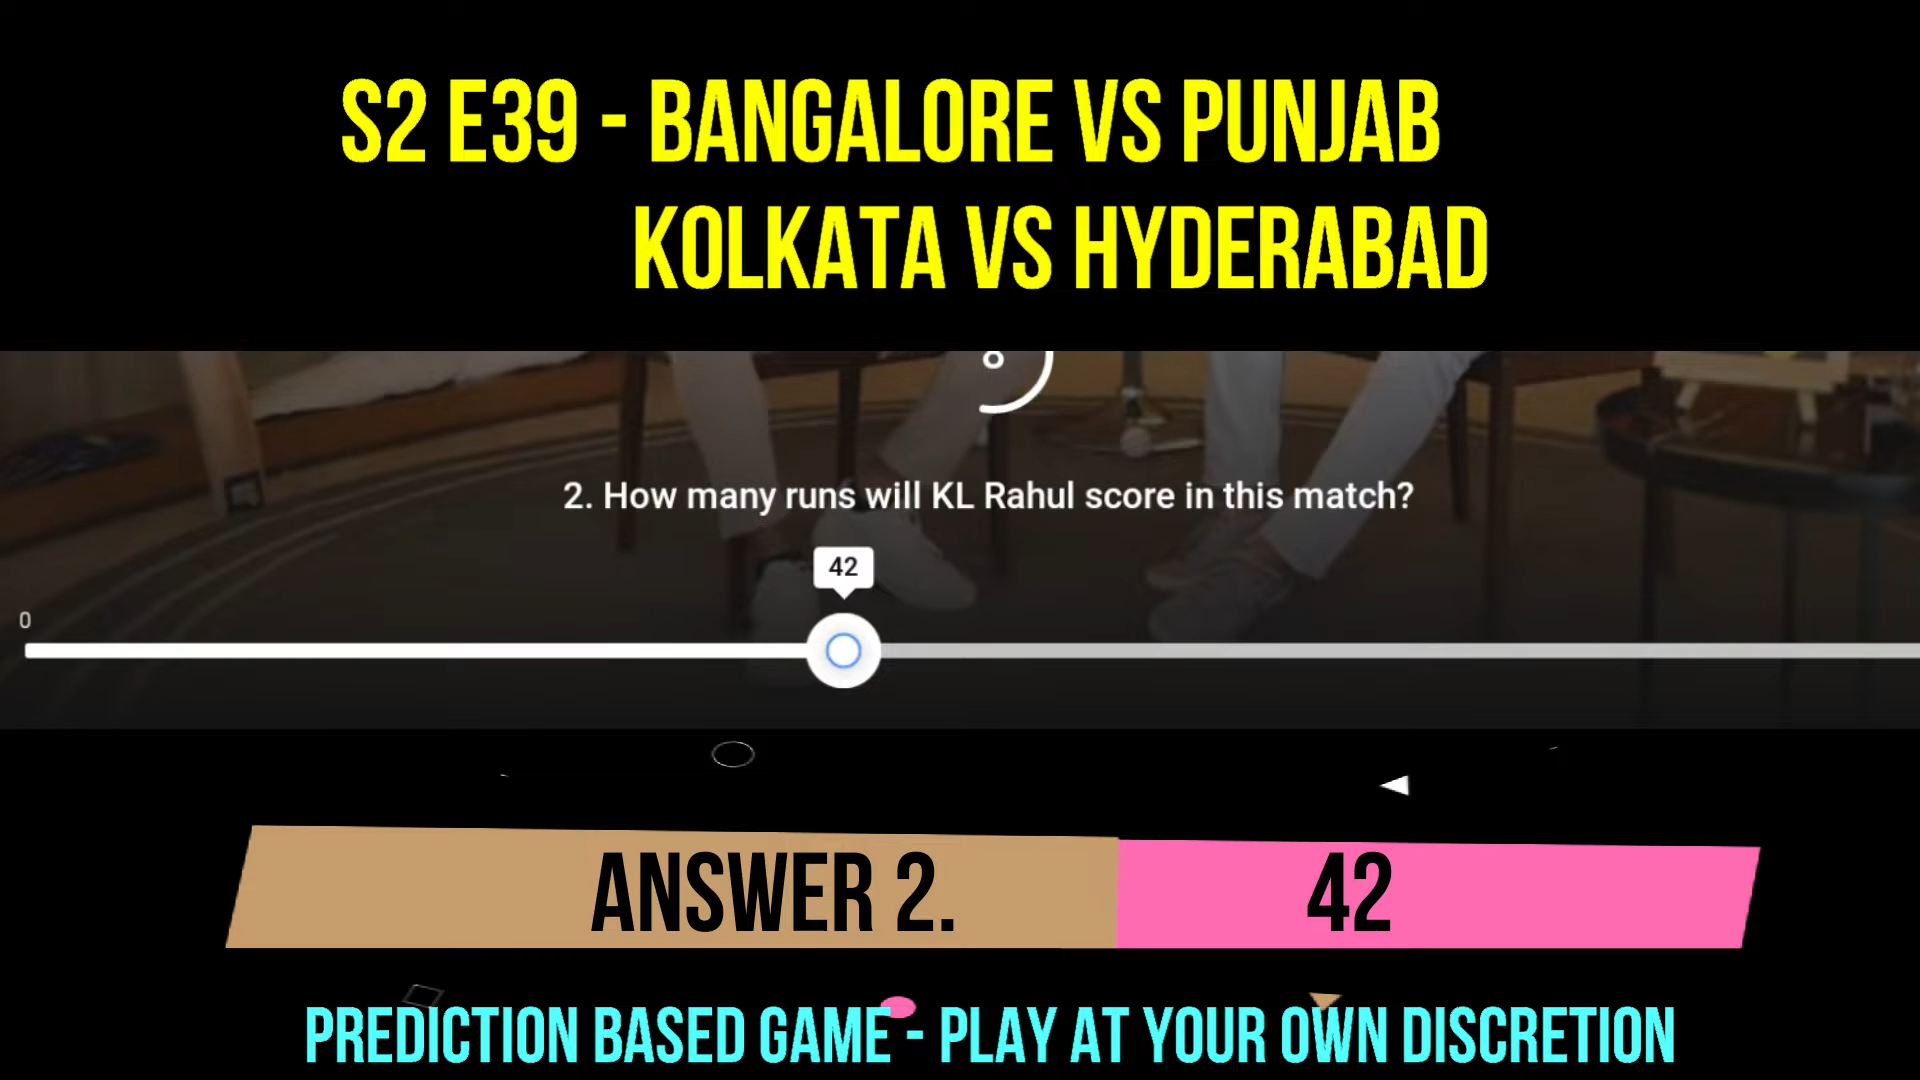 S2 E39 - BANGALORE VS PUNJAB
KOLKATA VS HYDERABAD
8
2. How many runs will KL Rahul score in this match?
42
0
ANSWER 2. 42
PREDICTION BASED GAME - PLAY AT YOUR OWN DISCRETION